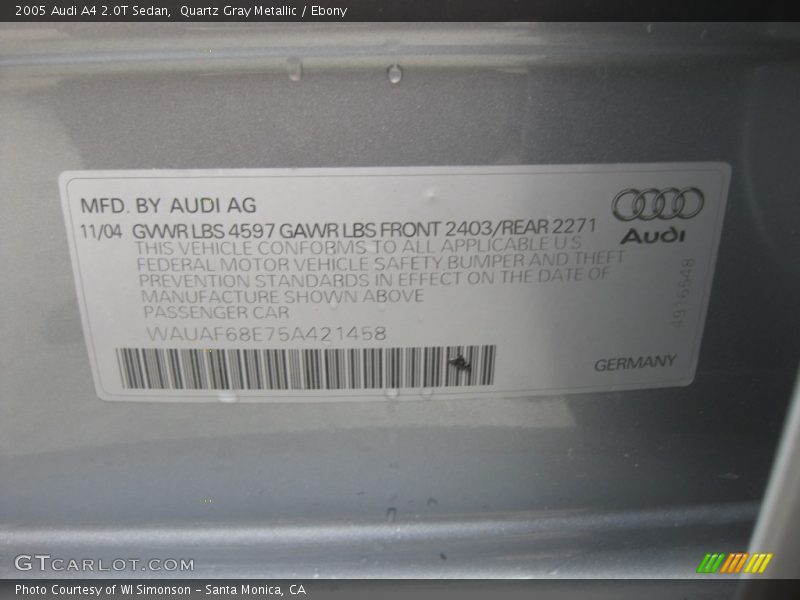 2005 Audi A4 2.0T Sedan,  Quartz Gray Metallic / Ebony
MFD. BY AUDI AG
11/04 GVWR LBS 4597 GAWR LBS FRONT 2403/REAR 2271
THIS VEHICLE CONFORMS TO ALL APPLICABLE U S
FEDERAL MOTOR VEHICLE SAFETY BUMPER AND THEFT
PREVENTION STANDARDS IN EFFECT ON THE DATE OF
MANUFACTURE SHOWN ABOVE
PASSENGER CAR
WAUAF68E75A421458
Audi
4916548
GERMANY
GTCARLOT.COM
Photo Courtesy of WI Simonson – Santa Monica, CA